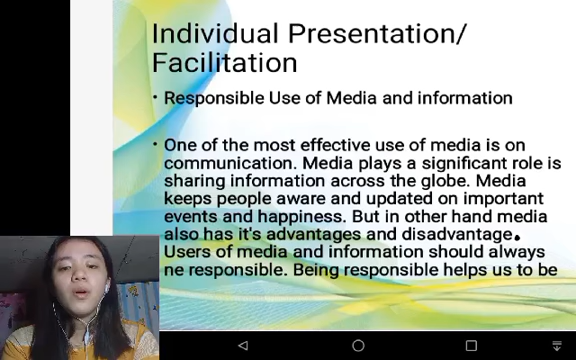 Individual Presentation/
Facilitation
• Responsible Use of Media and information
• One of the most effective use of media is on
communication. Media plays a significant role is
sharing information across the globe. Media
keeps people aware and updated on important
events and happiness. But in other hand media
also has it's advantages and disadvantage.
Users of media and information should always
ne responsible. Being responsible helps us to be